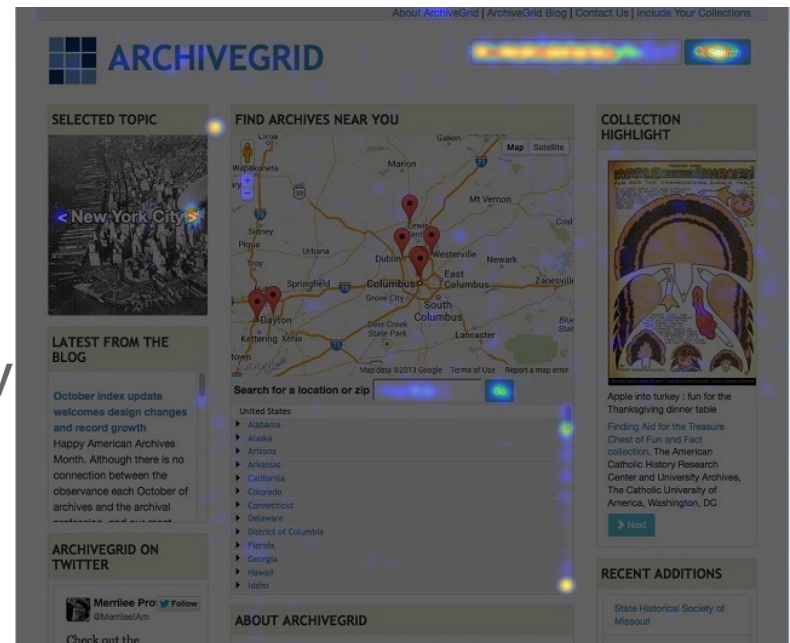 About ArchiveGrid | ArchiveGrid Blog | Contact Us | Include Your Collections
ARCHIVEGRID
Search
SELECTED TOPIC
< New York City >
LATEST FROM THE
BLOG
October index update
welcomes design changes
and record growth
Happy American Archives
Month. Although there is no
connection between the
observance each October of
archives and the archival
ARCHIVEGRID ON
TWITTER
Merrilee Pro
Follow
@MerrileeIAm
Check out the
FIND ARCHIVES NEAR YOU
Lima
Galion
Map Satellite
Wapakoneta
Marion
Mt Vernon
Sidney
Piqua
Urbana
Dublin
Westerville
Newark
Troy
Springfield
Columbus
East
Columbus
Zanesville
Grove City
South
Columbus
Dayton
Deer Creek
State Park
Lancaster
Kettering
Xenia
Google
Map data ©2013 Google
Terms of Use
Report a map error
Search for a location or zip
Go
United States
Alabama
Alaska
Arizona
Arkansas
California
Colorado
Connecticut
Delaware
District of Columbia
Florida
Georgia
Hawaii
Idaho
ABOUT ARCHIVEGRID
COLLECTION
HIGHLIGHT
APPLE INTO TURKEY
Apple into turkey : fun for the
Thanksgiving dinner table
Finding Aid for the Treasure
Chest of Fun and Fact
collection. The American
Catholic History Research
Center and University Archives,
The Catholic University of
America, Washington, DC
> Next
RECENT ADDITIONS
State Historical Society of
Missouri